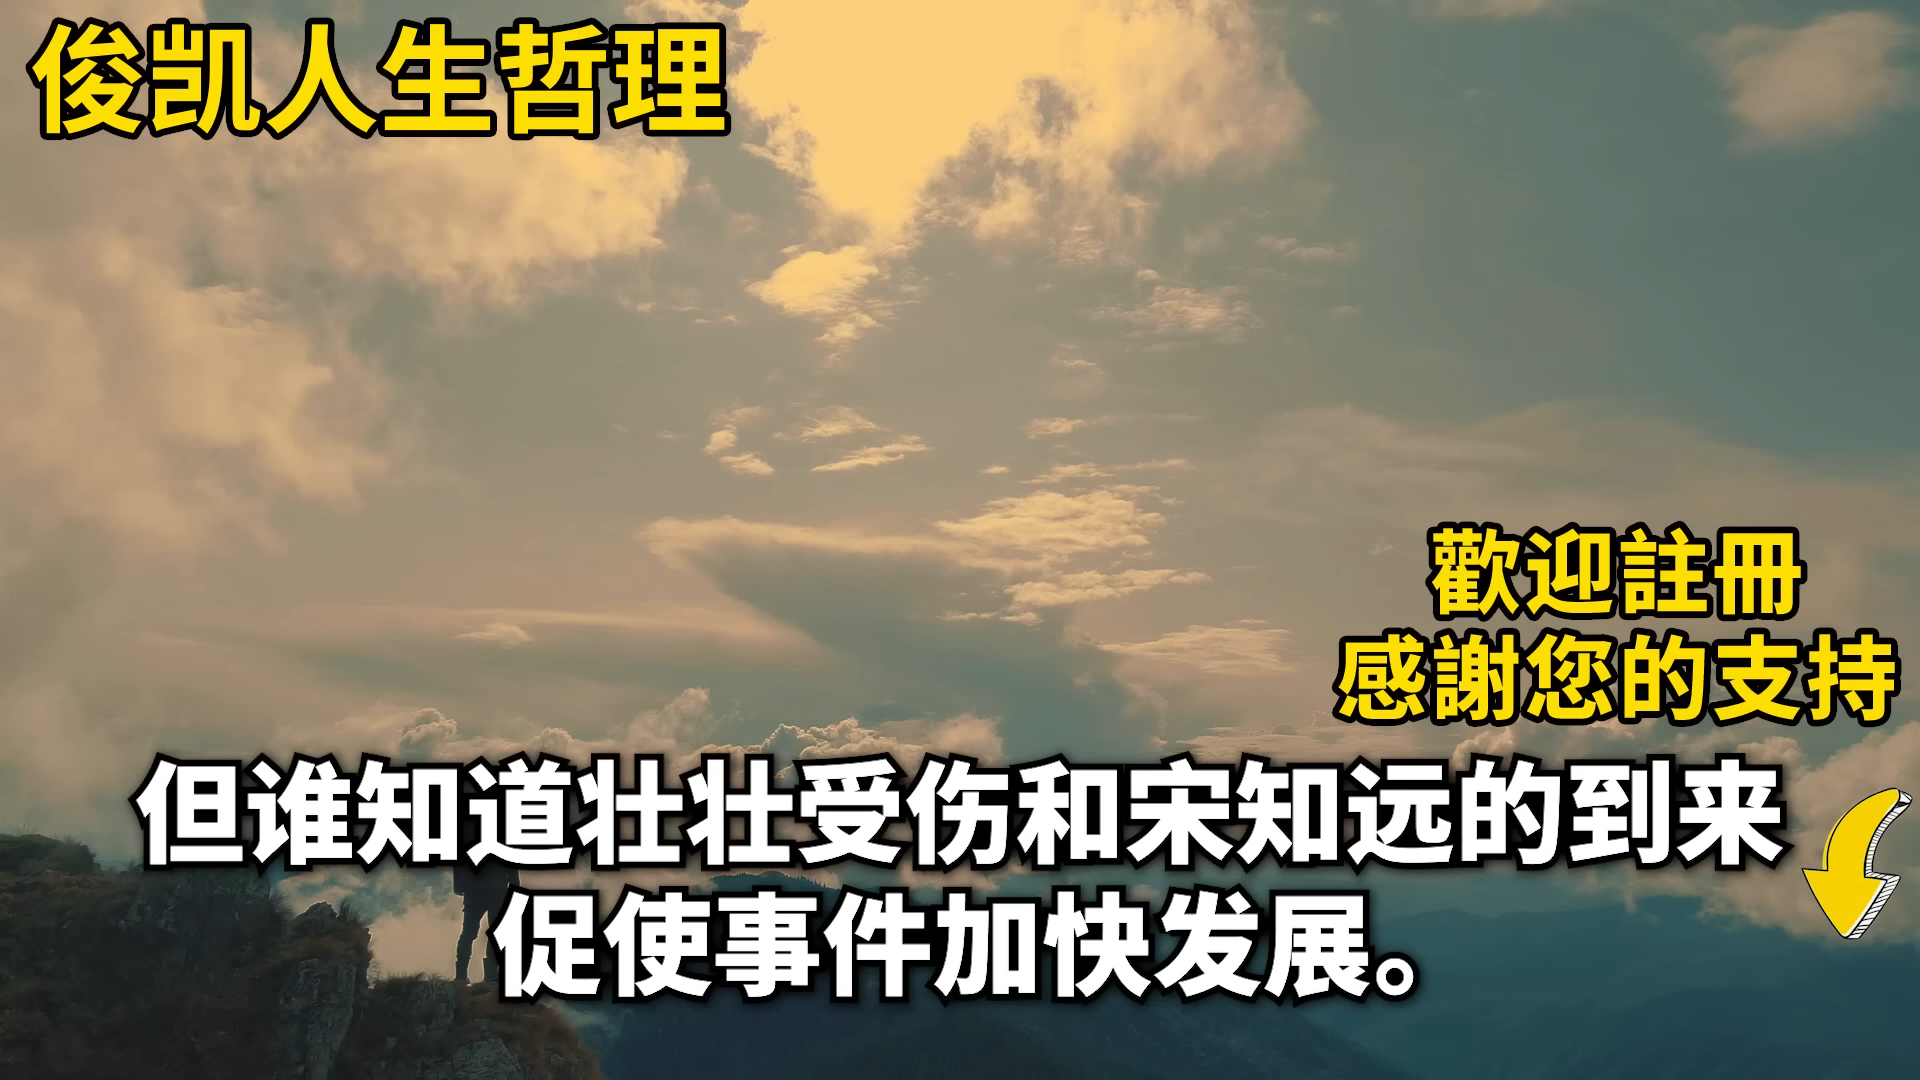 俊凯人生哲理
歡迎註冊
感謝您的支持
但谁知道壮壮受伤和宋知远的到来
促使事件加快发展。